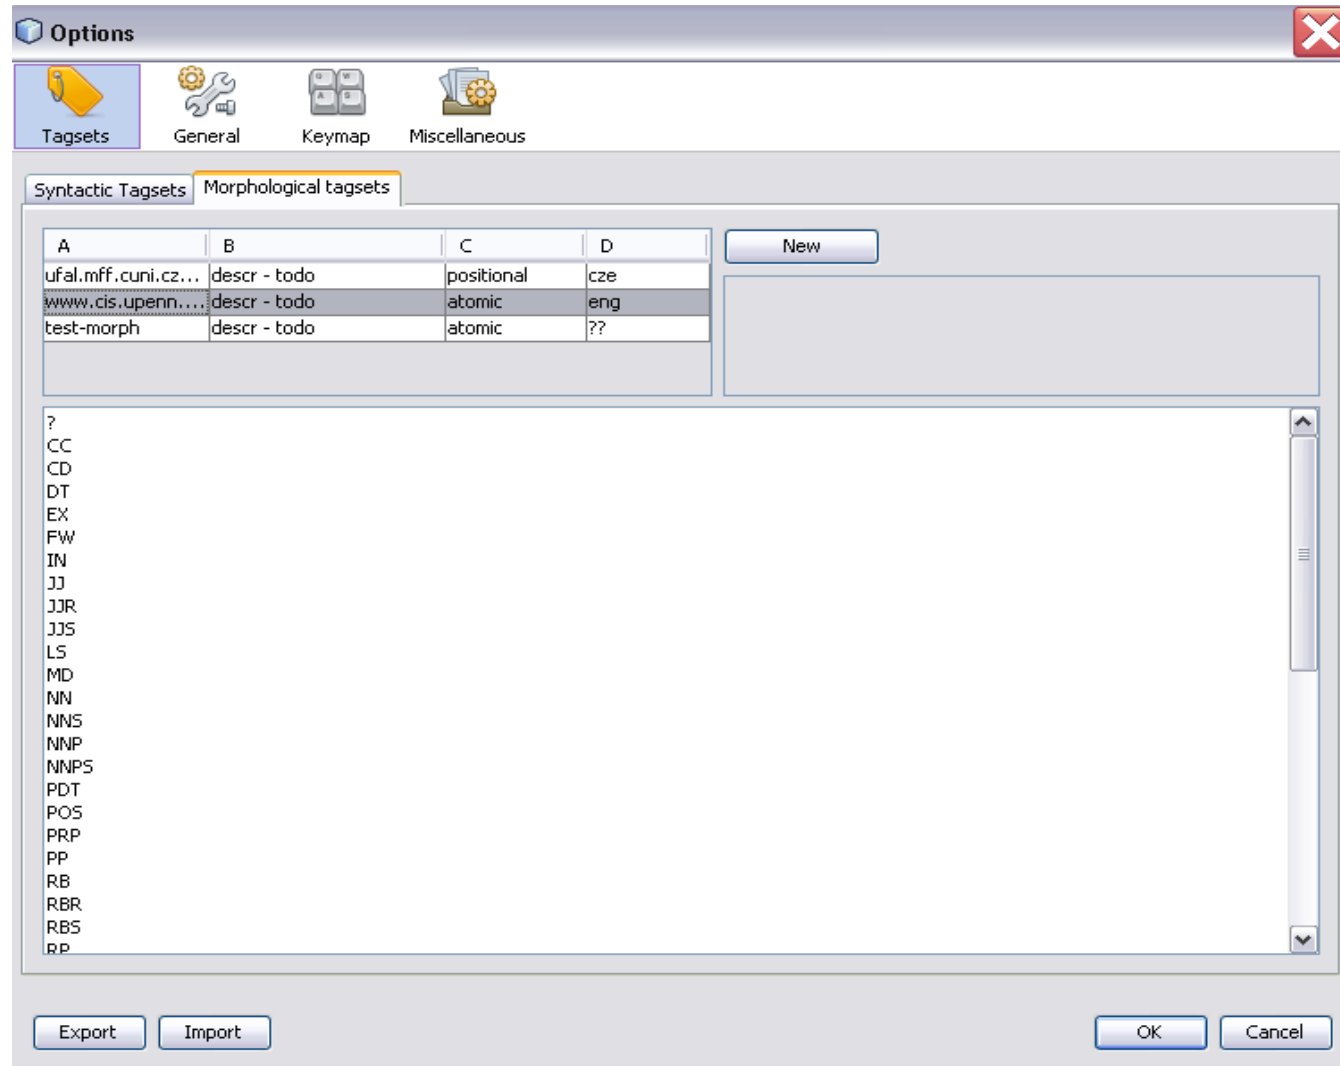 Options
Tagsets General Keymap Miscellaneous
Syntactic Tagsets Morphological tagsets
A B C D New
ufal.mff.cuni.cz... descr - todo positional cze
www.cis.upenn.... descr - todo atomic eng
test-morph descr - todo atomic ??
?
CC
CD
DT
EX
FW
IN
JJ
JJR
JJS
LS
MD
NN
NNS
NNP
NNPS
PDT
POS
PRP
PP
RB
RBR
RBS
RP
Export Import OK Cancel